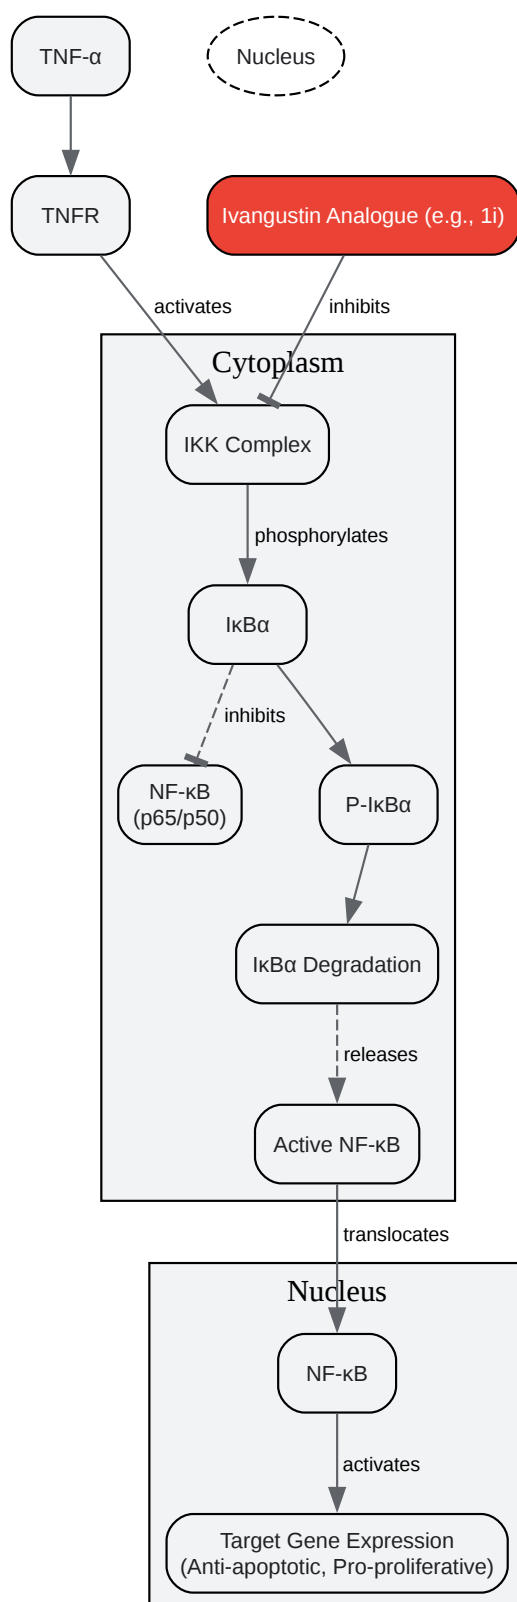 TNF-α
Nucleus
TNFR
Ivangustin Analogue (e.g., 1i)
activates
inhibits
Cytoplasm
IKK Complex
phosphorylates
IκBα
inhibits
NF-κB
(p65/p50)
P-IκBα
IκBα Degradation
releases
Active NF-κB
translocates
Nucleus
NF-κB
activates
Target Gene Expression
(Anti-apoptotic, Pro-proliferative)